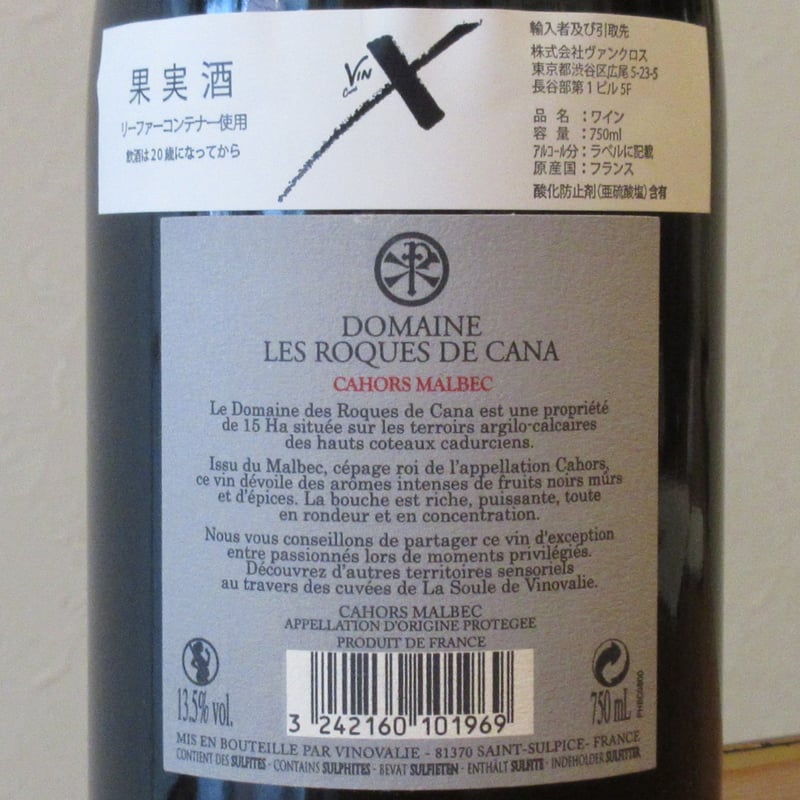 果実酒
リーファーコンテナー使用
飲酒は20歳になってから
VIN
輸入者及び引取先
株式会社ヴァンクロス
東京都渋谷区広尾5-23-5
長谷部第1ビル5F
品名:ワイン
容量:750ml
アルコール分:ラベルに記載
原産国:フランス
酸化防止剤(亜硫酸塩)含有
DOMAINE
LES ROQUES DE CANA
CAHORS MALBEC
Le Domaine des Roques de Cana est une propriété
de 15 Ha située sur les terroirs argilo-calcaires
des hauts coteaux cadurciens.
Issu du Malbec, cépage roi de l'appellation Cahors,
ce vin dévoile des arômes intenses de fruits noirs mûrs
et d'épices. La bouche est riche, puissante, toute
en rondeur et en concentration.
Nous vous conseillons de partager ce vin d'exception
entre passionnés lors de moments privilégiés.
Découvrez d'autres territoires sensoriels
au travers des cuvées de La Soule de Vinovalie.
CAHORS MALBEC
APPELLATION D'ORIGINE PROTEGEE
PRODUIT DE FRANCE
13.5% vol.
3 242160 101969
750 mL
PHBC0800
MIS EN BOUTEILLE PAR VINOVALIE - 81370 SAINT-SULPICE- FRANCE
CONTIENT DES SULFITES - CONTAINS SULPHITES - BEVAT SULFIETEN - ENTHÄLT SULFITE - INDEHOLDER SULFITTER